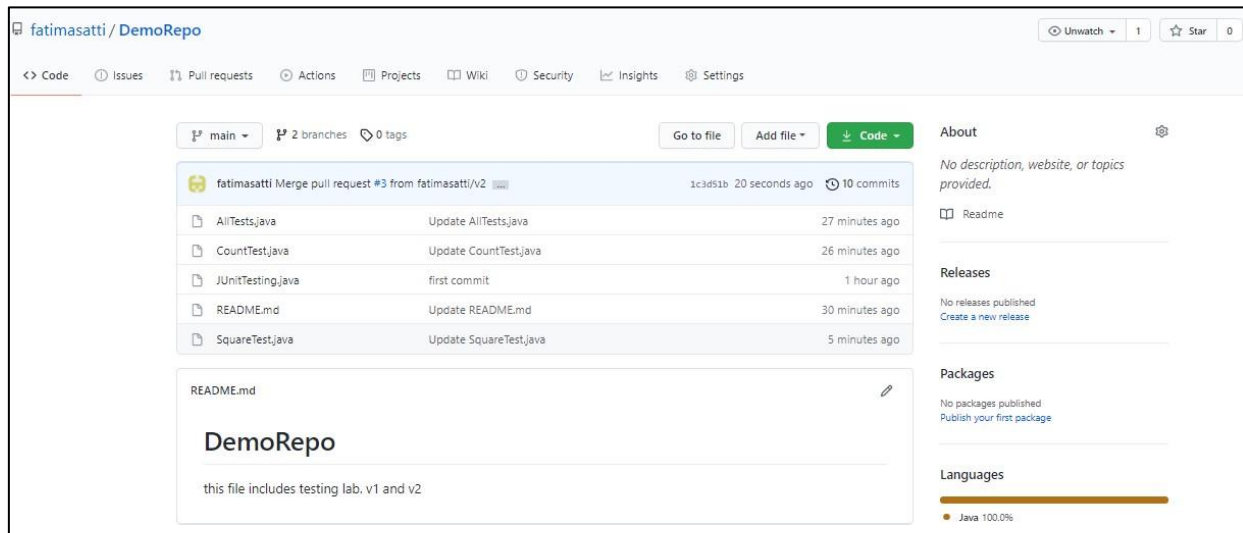 fatimasatti / DemoRepo
Unwatch 1 Star 0
<> Code Issues Pull requests Actions Projects Wiki Security Insights Settings
main 2 branches 0 tags Go to file Add file Code
fatimasatti Merge pull request #3 from fatimasatti/v2 ... 1c3d51b 20 seconds ago 10 commits
AllTests.java Update AllTests.java 27 minutes ago
CountTest.java Update CountTest.java 26 minutes ago
JUnitTesting.java first commit 1 hour ago
README.md Update README.md 30 minutes ago
SquareTest.java Update SquareTest.java 5 minutes ago
README.md
DemoRepo
this file includes testing lab. v1 and v2
About
No description, website, or topics
provided.
Readme
Releases
No releases published
Create a new release
Packages
No packages published
Publish your first package
Languages
Java 100.0%